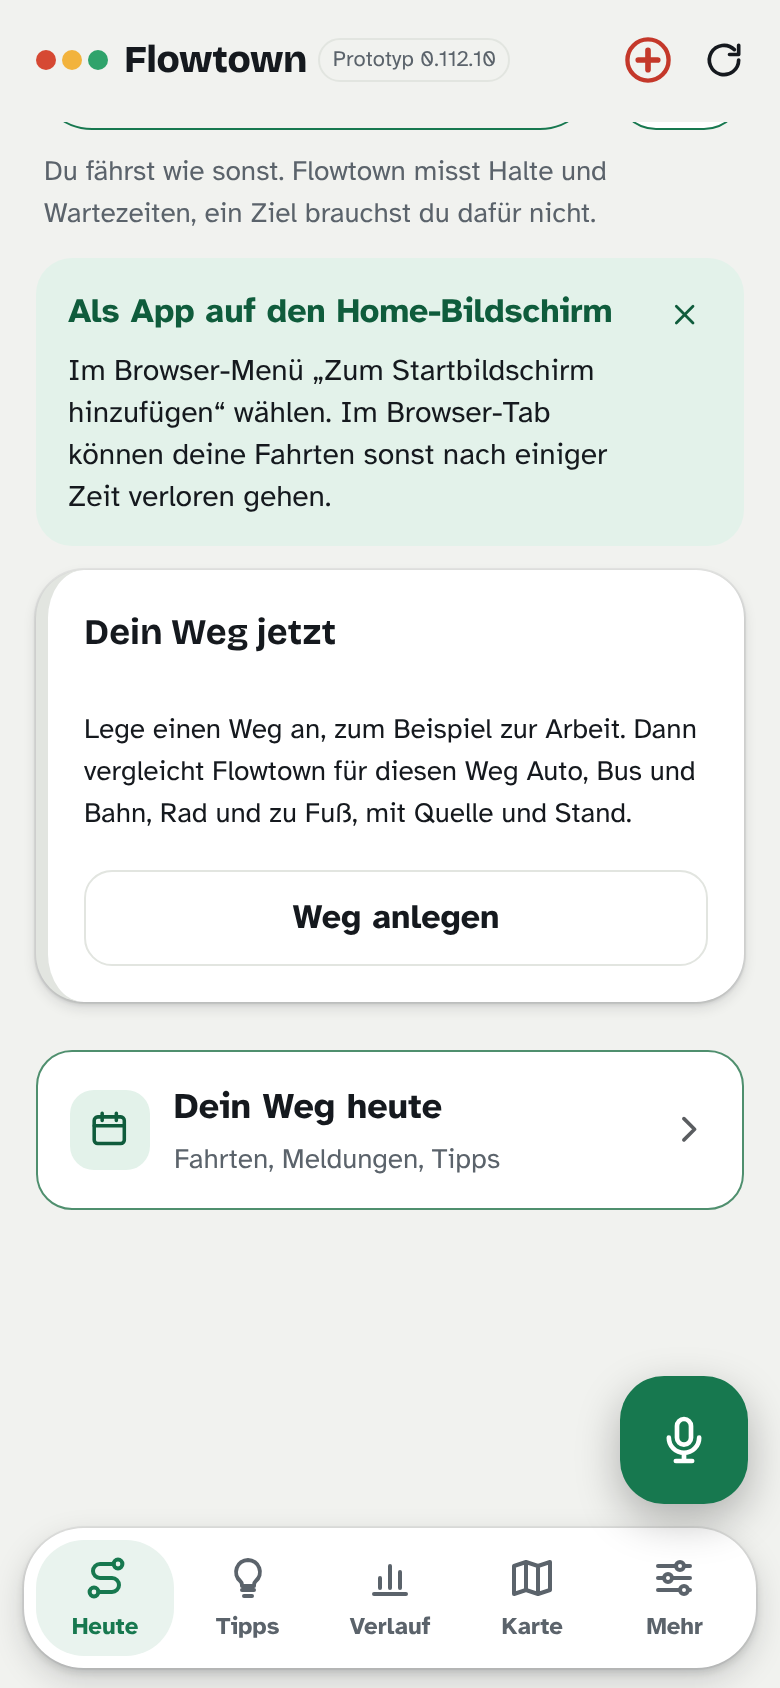 Flowtown Prototyp 0.112.10
Du fährst wie sonst. Flowtown misst Halte und
Wartezeiten, ein Ziel brauchst du dafür nicht.
Als App auf den Home-Bildschirm
Im Browser-Menü „Zum Startbildschirm
hinzufügen“ wählen. Im Browser-Tab
können deine Fahrten sonst nach einiger
Zeit verloren gehen.
Dein Weg jetzt
Lege einen Weg an, zum Beispiel zur Arbeit. Dann
vergleicht Flowtown für diesen Weg Auto, Bus und
Bahn, Rad und zu Fuß, mit Quelle und Stand.
Weg anlegen
Dein Weg heute
Fahrten, Meldungen, Tipps
Heute Tipps Verlauf Karte Mehr